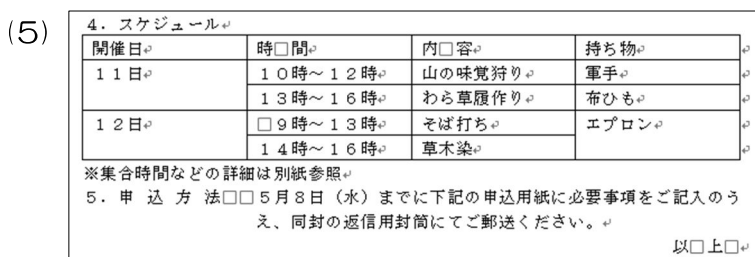 (5)
4．スケジュール↵
開催日↵ 時□間↵ 内□容↵ 持ち物↵
１１日↵ １０時～１２時↵ 山の味覚狩り↵ 軍手↵
１３時～１６時↵ わら草履作り↵ 布ひも↵
１２日↵ □９時～１３時↵ そば打ち↵ エプロン↵
１４時～１６時↵ 草木染↵
※集合時間などの詳細は別紙参照↵
5．申 込 方 法□□５月８日（水）までに下記の申込用紙に必要事項をご記入のう
え、同封の返信用封筒にてご郵送ください。↵
以□上□↵